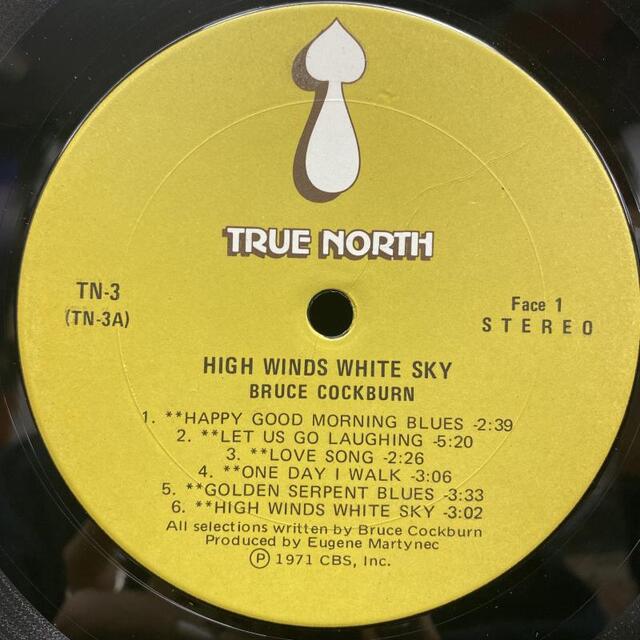 TRUE NORTH
TN-3
(TN-3A)
Face 1
STEREO
HIGH WINDS WHITE SKY
BRUCE COCKBURN
1. **HAPPY GOOD MORNING BLUES -2:39
2. **LET US GO LAUGHING -5:20
3. **LOVE SONG -2:26
4. **ONE DAY I WALK -3:06
5. **GOLDEN SERPENT BLUES -3:33
6. **HIGH WINDS WHITE SKY -3:02
All selections written by Bruce Cockburn
Produced by Eugene Martynec
Ⓟ 1971 CBS, Inc.